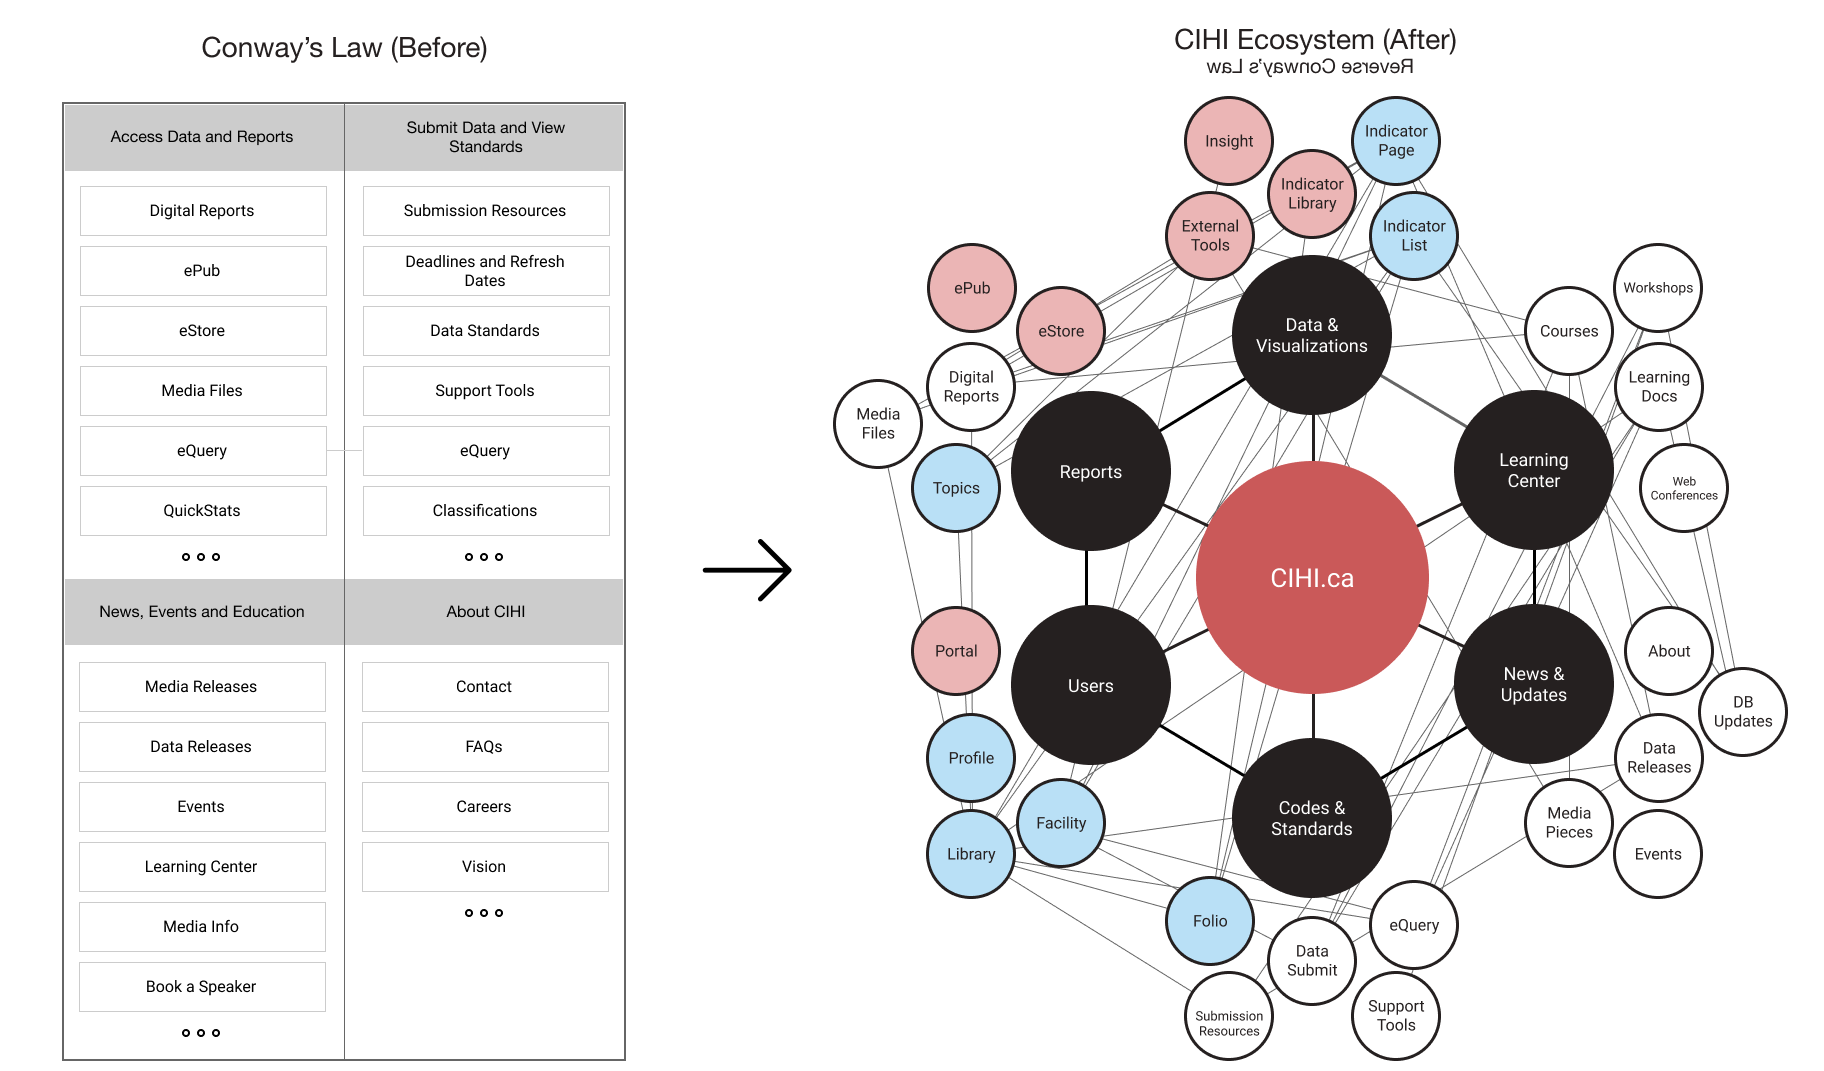 Conway's Law (Before)
Access Data and Reports
Digital Reports
ePub
eStore
Media Files
eQuery
QuickStats
Submit Data and View
Standards
Submission Resources
Deadlines and Refresh
Dates
Data Standards
Support Tools
eQuery
Classifications
News, Events and Education
Media Releases
Data Releases
Events
Learning Center
Media Info
Book a Speaker
About CIHI
Contact
FAQs
Careers
Vision
CIHI Ecosystem (After)
Reverse Conway's Law
Insight
Indicator
Page
Indicator
Library
External
Tools
Indicator
List
ePub
eStore
Digital
Reports
Media
Files
Topics
Data &
Visualizations
Courses
Workshops
Learning
Docs
Web
Conferences
Reports
Learning
Center
CIHI.ca
Portal
Users
News &
Updates
About
DB
Updates
Profile
Data
Releases
Facility
Library
Codes &
Standards
Media
Pieces
Events
Folio
eQuery
Data
Submit
Submission
Resources
Support
Tools